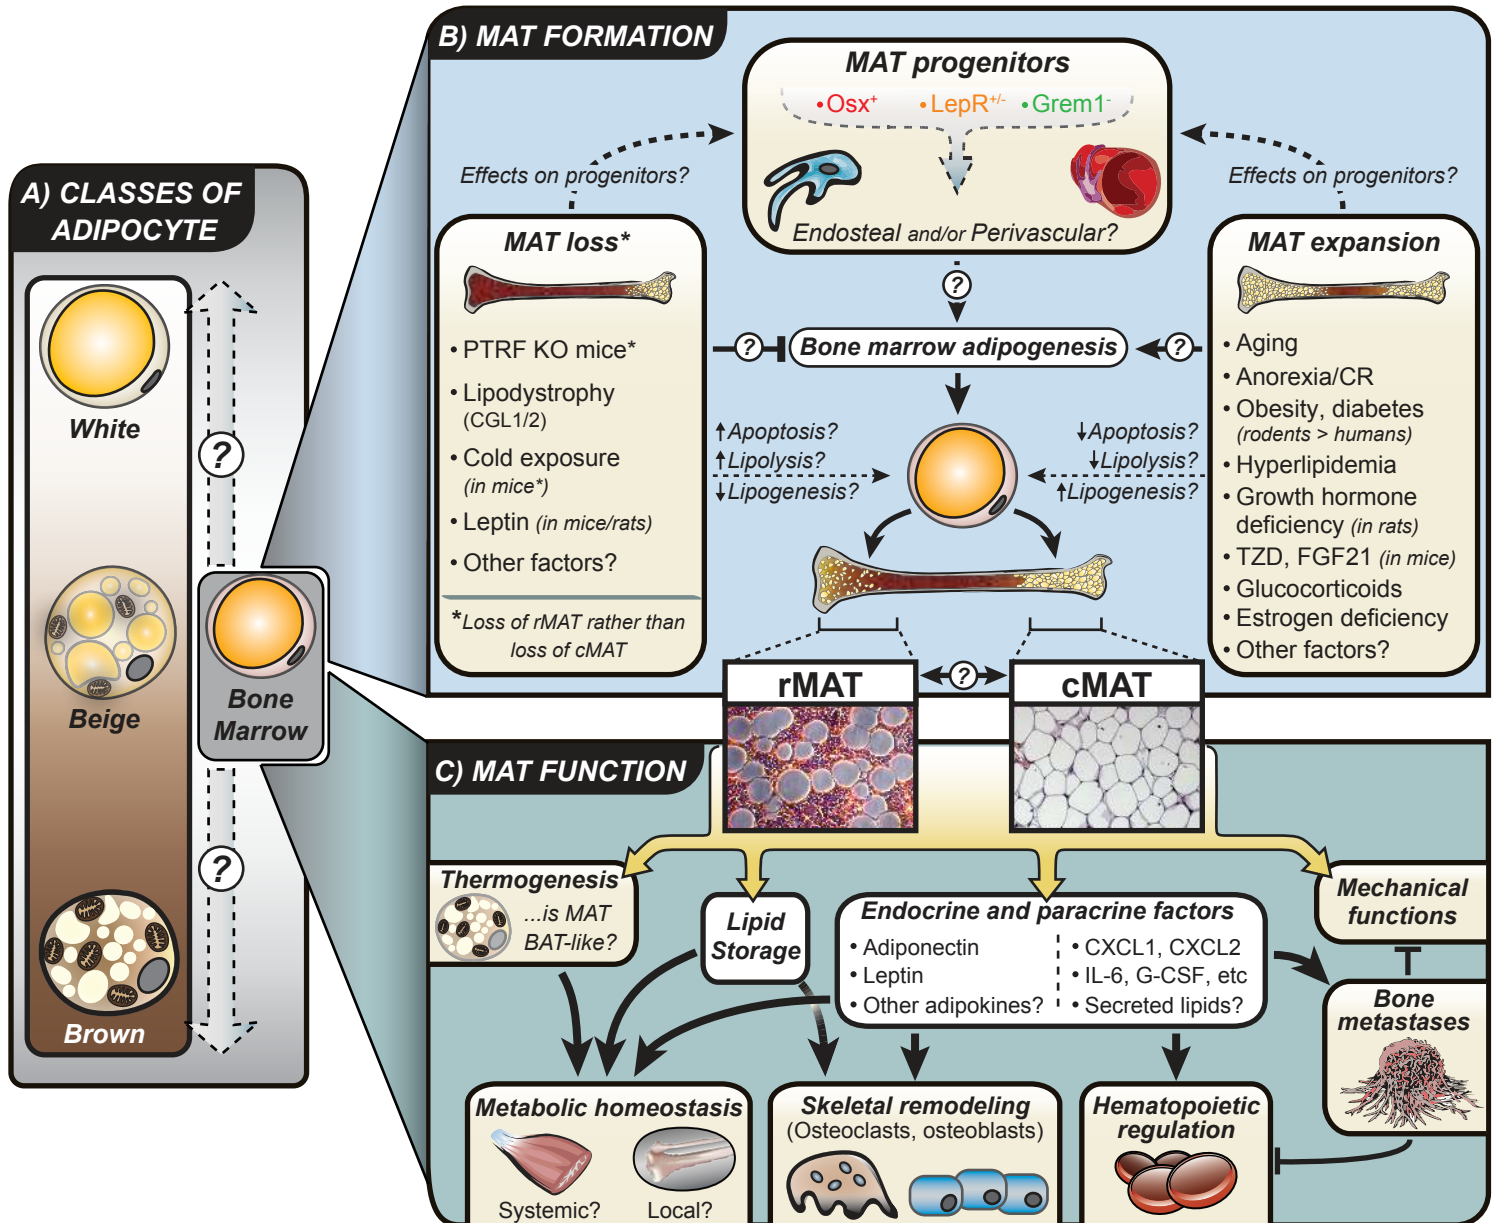 A) CLASSES OF
ADIPOCYTE
White
?
Beige
Bone
Marrow
?
Brown
B) MAT FORMATION
MAT progenitors
• Osx+
• LepR+/-
• Grem1-
Endosteal and/or Perivascular?
Effects on progenitors?
Effects on progenitors?
MAT loss*
• PTRF KO mice*
• Lipodystrophy
(CGL1/2)
• Cold exposure
(in mice*)
• Leptin (in mice/rats)
• Other factors?
*Loss of rMAT rather than
loss of cMAT
?
?
Bone marrow adipogenesis
?
↑Apoptosis?
↑Lipolysis?
↓Lipogenesis?
↓Apoptosis?
↓Lipolysis?
↑Lipogenesis?
MAT expansion
• Aging
• Anorexia/CR
• Obesity, diabetes
(rodents > humans)
• Hyperlipidemia
• Growth hormone
deficiency (in rats)
• TZD, FGF21 (in mice)
• Glucocorticoids
• Estrogen deficiency
• Other factors?
rMAT
?
cMAT
C) MAT FUNCTION
Thermogenesis
...is MAT
BAT-like?
Lipid
Storage
Endocrine and paracrine factors
• Adiponectin
• Leptin
• Other adipokines?
• CXCL1, CXCL2
• IL-6, G-CSF, etc
• Secreted lipids?
Mechanical
functions
Bone
metastases
Metabolic homeostasis
Systemic?
Local?
Skeletal remodeling
(Osteoclasts, osteoblasts)
Hematopoietic
regulation